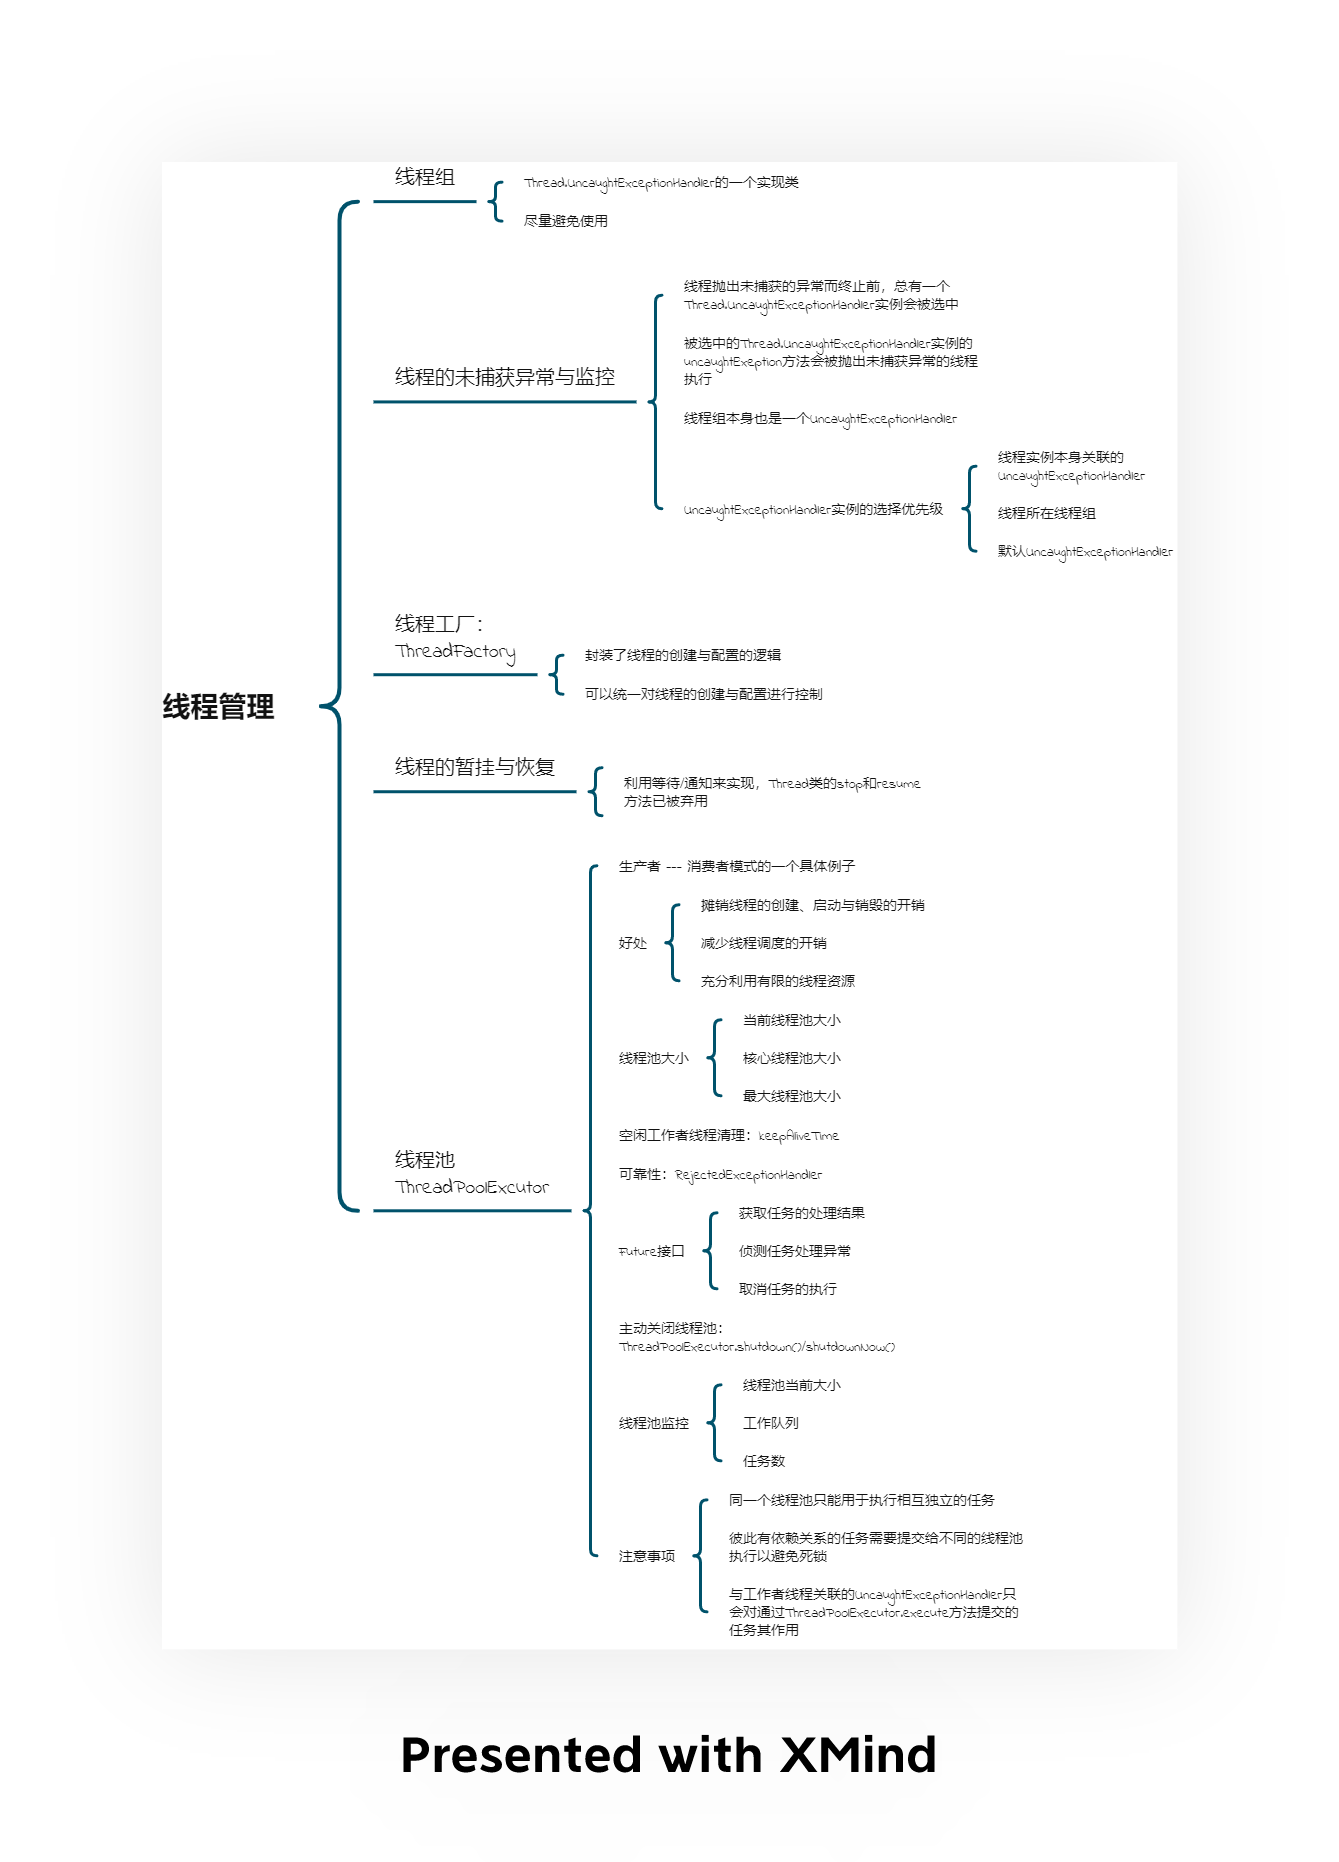 线程管理
线程组
Thread.UncaughtExceptionHandler的一个实现类
尽量避免使用
线程的未捕获异常与监控
线程抛出未捕获的异常而终止前，总有一个
Thread.UncaughtExceptionHandler实例会被选中
被选中的Thread.UncaughtExceptionHandler实例的
uncaughtExeption方法会被抛出未捕获异常的线程
执行
线程组本身也是一个UncaughtExceptionHandler
UncaughtExceptionHandler实例的选择优先级
线程实例本身关联的
UncaughtExceptionHandler
线程所在线程组
默认UncaughtExceptionHandler
线程工厂：
ThreadFactory
封装了线程的创建与配置的逻辑
可以统一对线程的创建与配置进行控制
线程的暂挂与恢复
利用等待/通知来实现，Thread类的stop和resume
方法已被弃用
线程池
ThreadPoolExcutor
生产者 --- 消费者模式的一个具体例子
好处
摊销线程的创建、启动与销毁的开销
减少线程调度的开销
充分利用有限的线程资源
线程池大小
当前线程池大小
核心线程池大小
最大线程池大小
空闲工作者线程清理：keepAliveTime
可靠性：RejectedExceptionHandler
Future接口
获取任务的处理结果
侦测任务处理异常
取消任务的执行
主动关闭线程池：
ThreadPoolExecutor.shutdown()/shutdownNow()
线程池监控
线程池当前大小
工作队列
任务数
注意事项
同一个线程池只能用于执行相互独立的任务
彼此有依赖关系的任务需要提交给不同的线程池
执行以避免死锁
与工作者线程关联的UncaughtExceptionHandler只
会对通过ThreadPoolExecutor.execute方法提交的
任务其作用
Presented with XMind